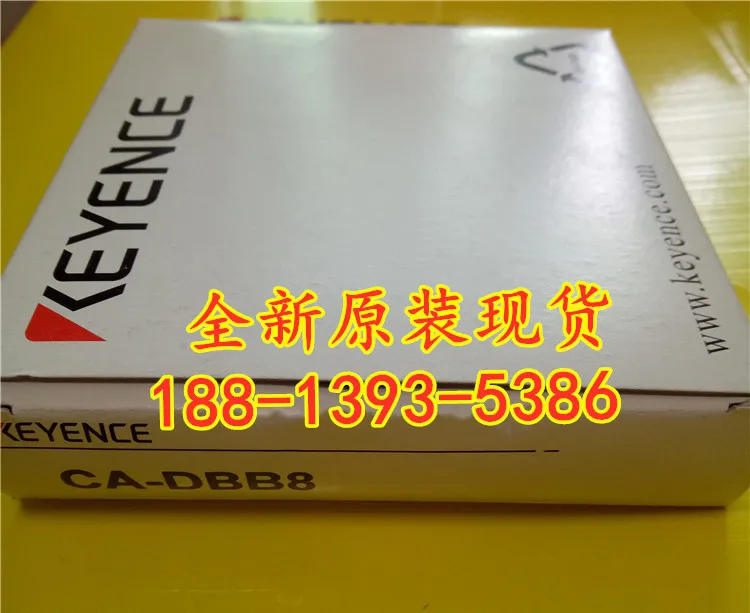 KEYENCE
www.keyence.com
全新原装现货
188-1393-5386
KEYENCE
CA-DBB8